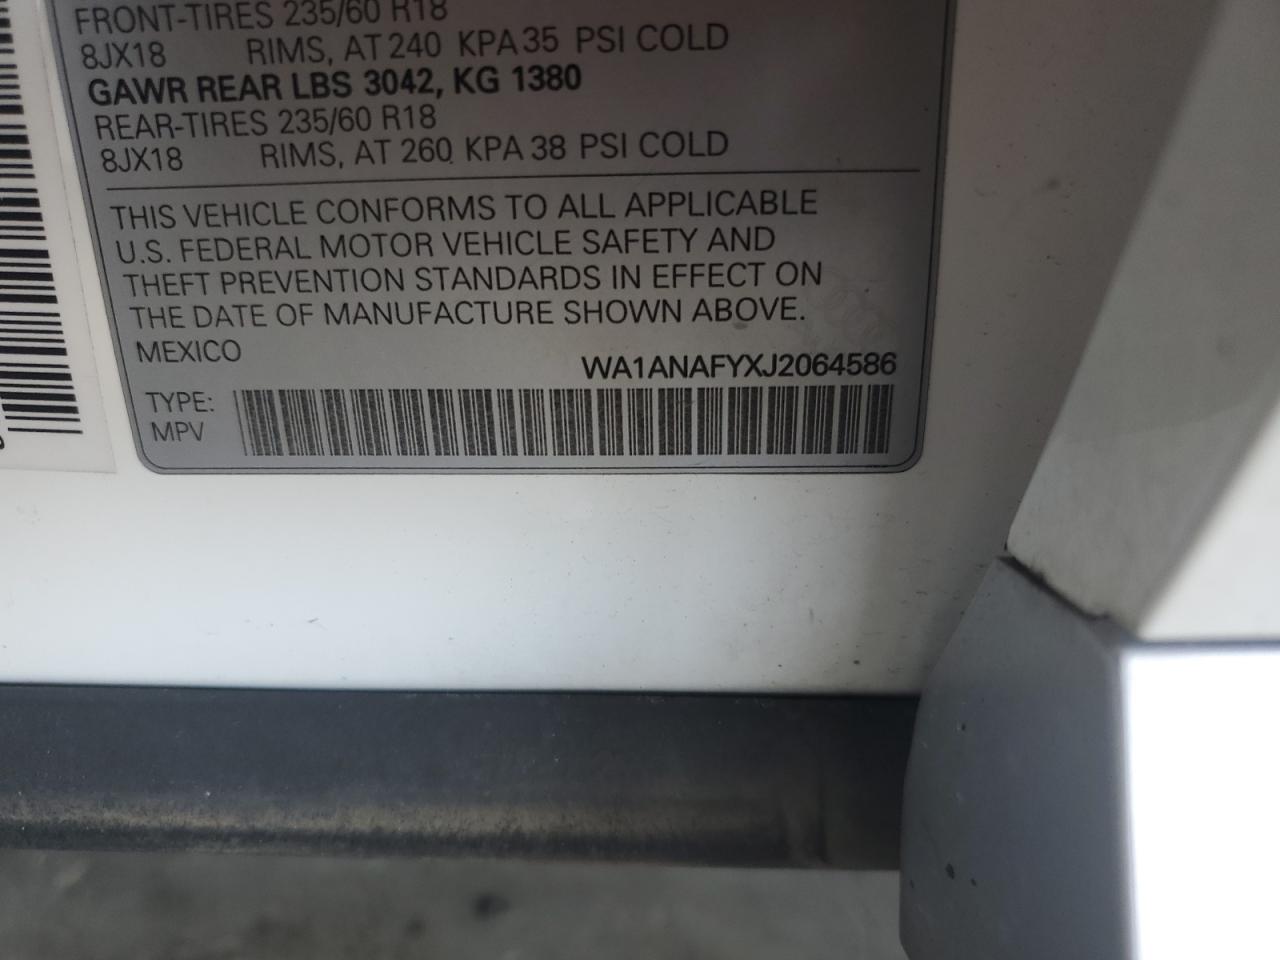 FRONT-TIRES 235/60 R18
8JX18 RIMS, AT 240 KPA 35 PSI COLD
GAWR REAR LBS 3042, KG 1380
REAR-TIRES 235/60 R18
8JX18 RIMS, AT 260 KPA 38 PSI COLD
THIS VEHICLE CONFORMS TO ALL APPLICABLE
U.S. FEDERAL MOTOR VEHICLE SAFETY AND
THEFT PREVENTION STANDARDS IN EFFECT ON
THE DATE OF MANUFACTURE SHOWN ABOVE.
MEXICO
WA1ANAFYXJ2064586
TYPE:
MPV